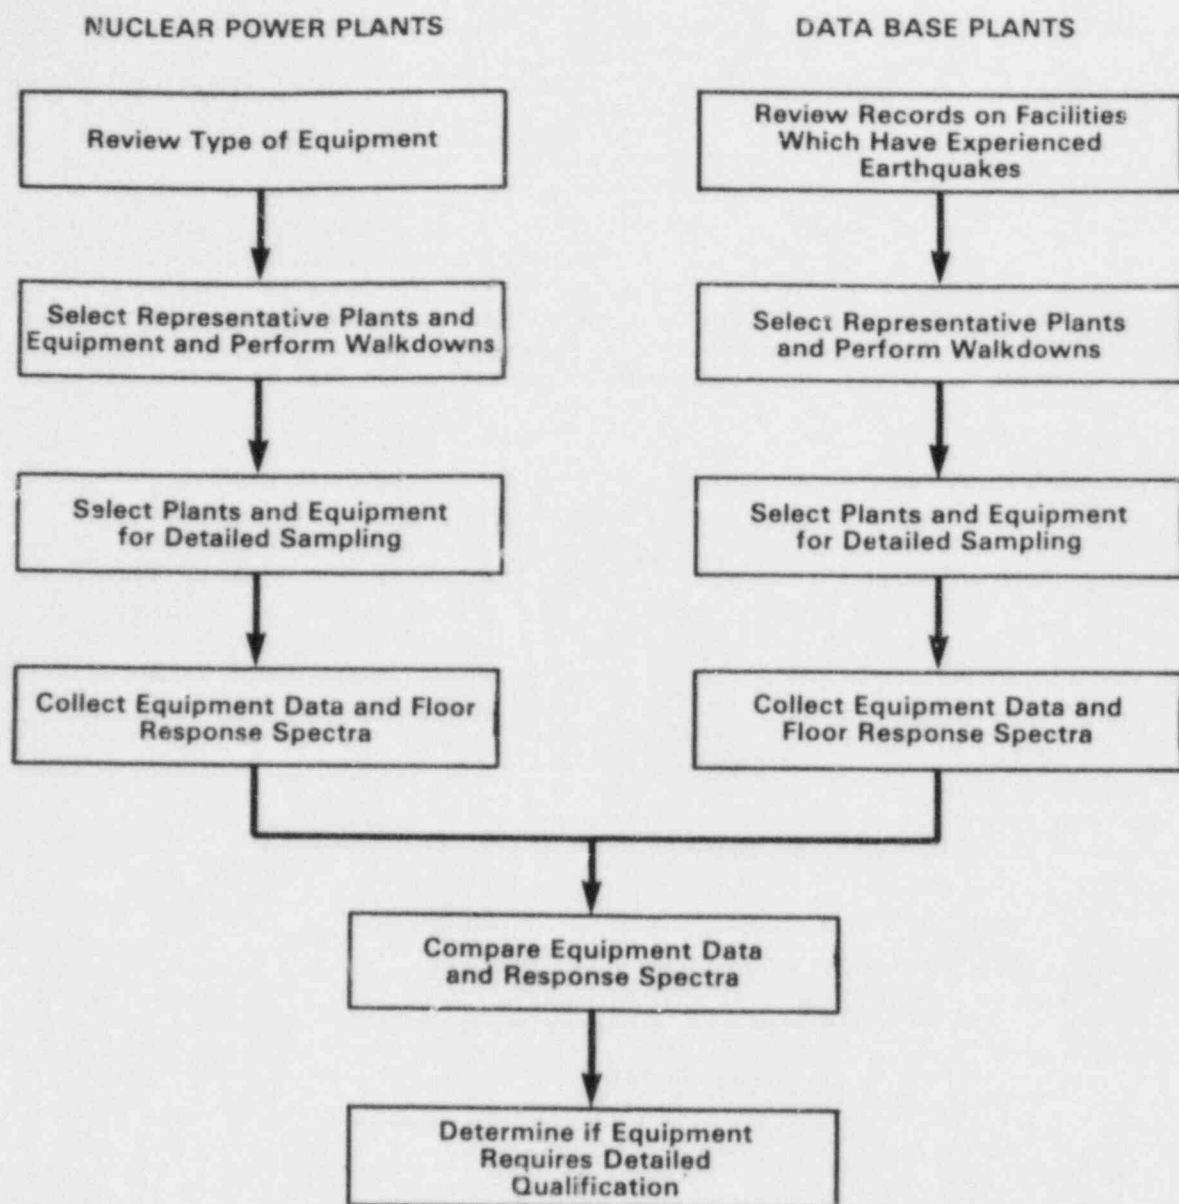 NUCLEAR POWER PLANTS
DATA BASE PLANTS
Review Type of Equipment
Review Records on Facilities
Which Have Experienced
Earthquakes
Select Representative Plants and
Equipment and Perform Walkdowns
Select Representative Plants
and Perform Walkdowns
Select Plants and Equipment
for Detailed Sampling
Select Plants and Equipment
for Detailed Sampling
Collect Equipment Data and Floor
Response Spectra
Collect Equipment Data and
Floor Response Spectra
Compare Equipment Data
and Response Spectra
Determine if Equipment
Requires Detailed
Qualification